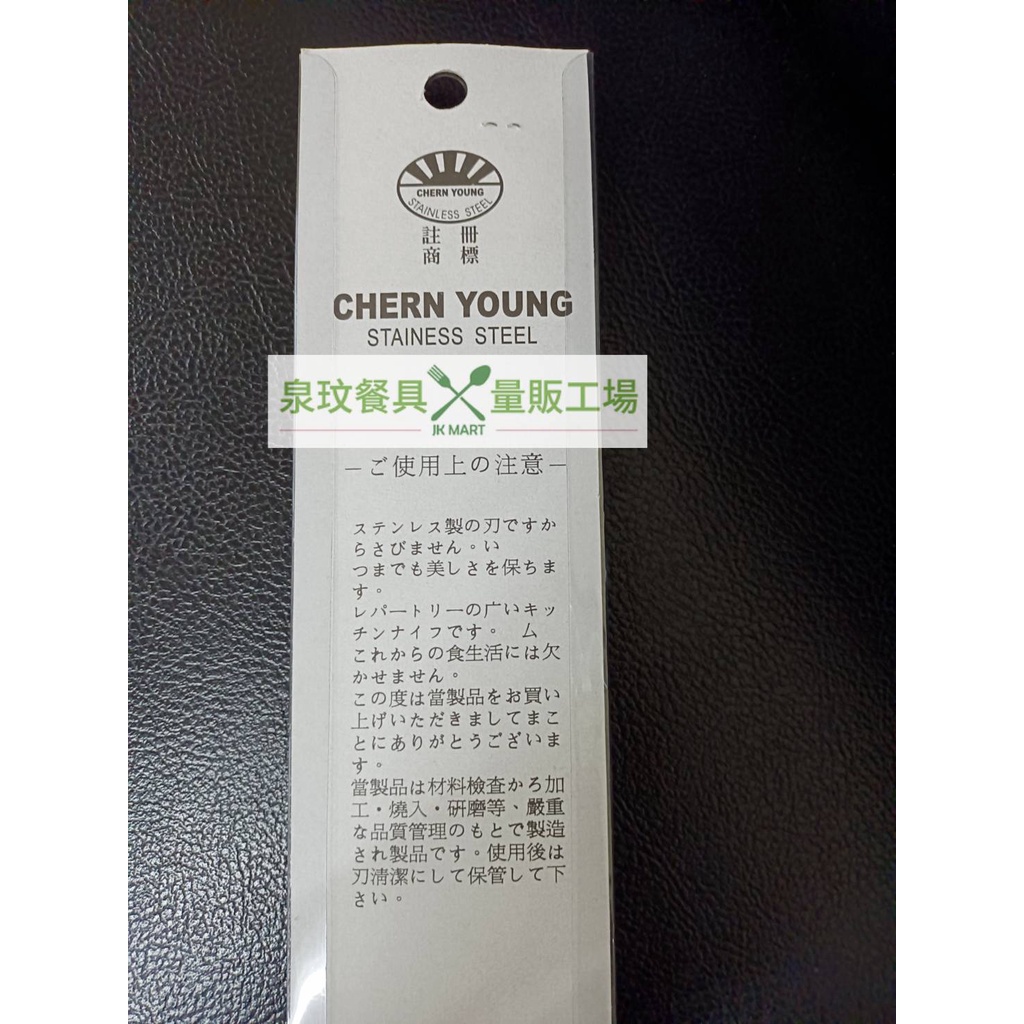 CHERN YOUNG
STAINLESS STEEL
註 冊
商 標
CHERN YOUNG
STAINESS STEEL
泉玟餐具 量販工場
JK MART
–ご使用上の注意–
ステンレス製の刃ですか
らさびません。い
つまでも美しさを保ちま
す。
レパートリーの广いキッ
チンナイフです。 ム
これからの食生活には欠
かせません。
この度は當製品をお買い
上げいただきましてまこ
とにありがとうございま
す。
當製品は材料檢查かろ加
工・燒入・研磨等、嚴重
な品質管理のもとで製造
され製品です。使用後は
刃清潔にして保管して下
さい。